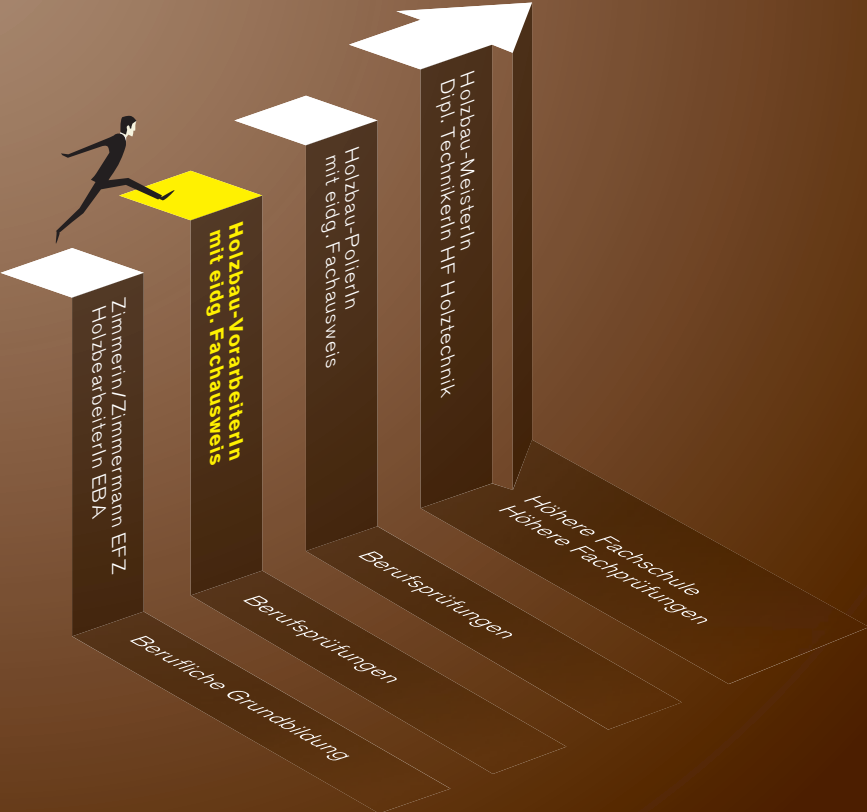 Zimmerin/Zimmermann EFZ
HolzbearbeiterIn EBA
Holzbau-VorarbeiterIn
mit eidg. Fachausweis
Holzbau-PolierIn
mit eidg. Fachausweis
Holzbau-MeisterIn
Dipl. TechnikerIn HF Holztechnik
Berufliche Grundbildung
Berufsprüfungen
Berufsprüfungen
Höhere Fachschule
Höhere Fachprüfungen